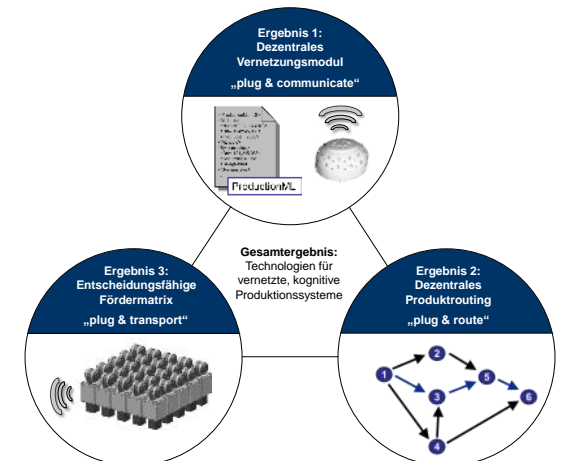 Ergebnis 1:
Dezentrales
Vernetzungsmodul
„plug & communicate“
ProductionML
Gesamtergebnis:
Technologien für
vernetzte, kognitive
Produktionssysteme
Ergebnis 3:
Entscheidungsfähige
Fördermatrix
„plug & transport“
Ergebnis 2:
Dezentrales
Produktrouting
„plug & route“
1
2
3
4
5
6